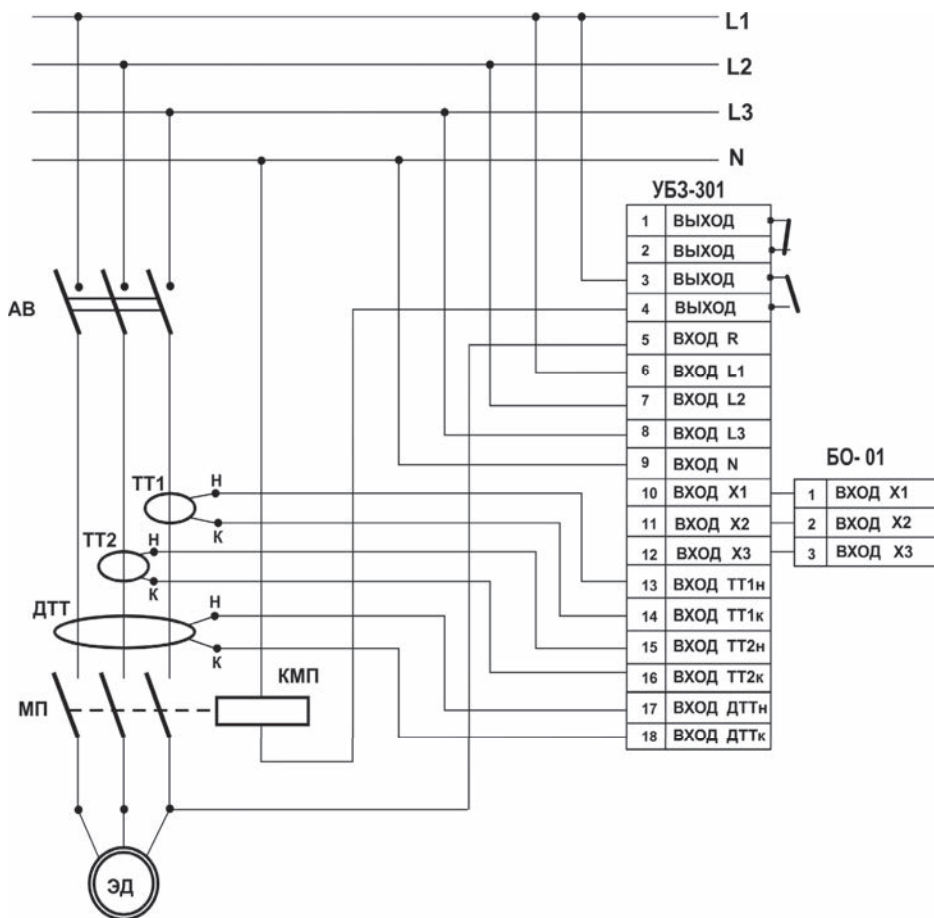 L1
L2
L3
N
УБЗ-301
1 ВЫХОД
2 ВЫХОД
3 ВЫХОД
4 ВЫХОД
5 ВХОД R
6 ВХОД L1
7 ВХОД L2
8 ВХОД L3
9 ВХОД N
10 ВХОД X1
11 ВХОД X2
12 ВХОД X3
13 ВХОД ТТ1н
14 ВХОД ТТ1к
15 ВХОД ТТ2н
16 ВХОД ТТ2к
17 ВХОД ДТТн
18 ВХОД ДТТк
БО- 01
1 ВХОД X1
2 ВХОД X2
3 ВХОД X3
АВ
ТТ1
Н
К
ТТ2
Н
К
ДТТ
Н
К
МП
КМП
ЭД